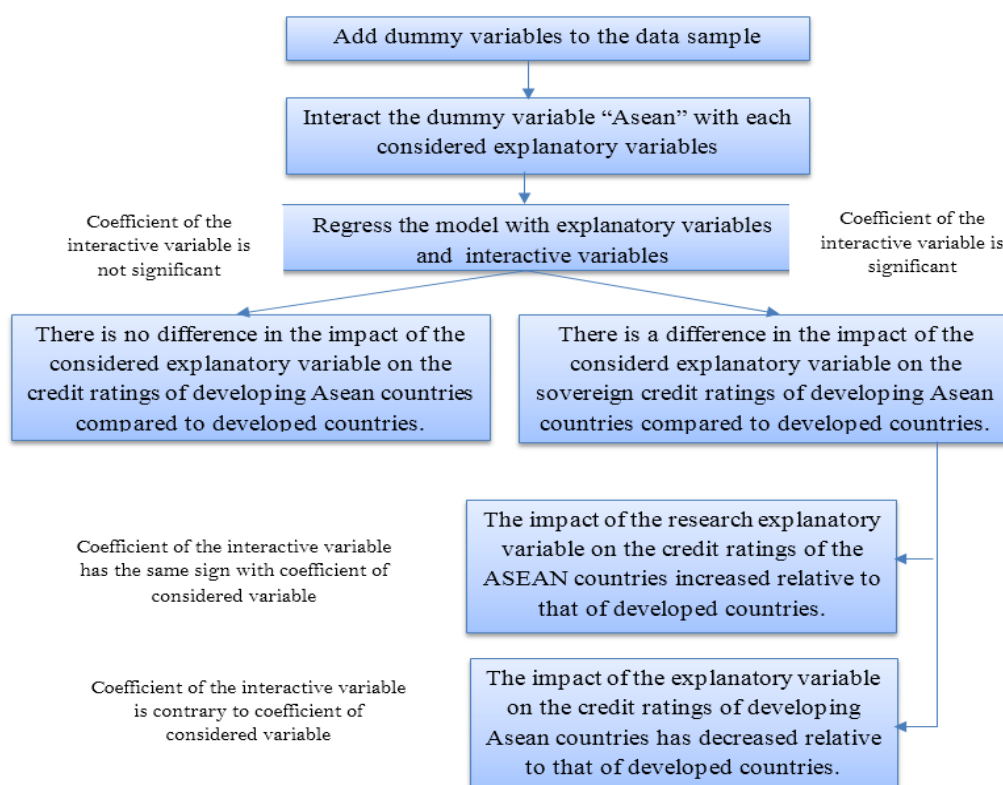 Add dummy variables to the data sample
Interact the dummy variable “Asean” with each
considered explanatory variables
Coefficient of the
interactive variable is
not significant
Regress the model with explanatory variables
and interactive variables
Coefficient of the
interactive variable is
significant
There is no difference in the impact of the
considered explanatory variable on the
credit ratings of developing Asean countries
compared to developed countries.
There is a difference in the impact of the
considerd explanatory variable on the
sovereign credit ratings of developing Asean
countries compared to developed countries.
Coefficient of the interactive variable
has the same sign with coefficient of
considered variable
The impact of the research explanatory
variable on the credit ratings of the
ASEAN countries increased relative to
that of developed countries.
Coefficient of the interactive variable
is contrary to coefficient of
considered variable
The impact of the explanatory variable
on the credit ratings of developing
Asean countries has decreased relative
to that of developed countries.